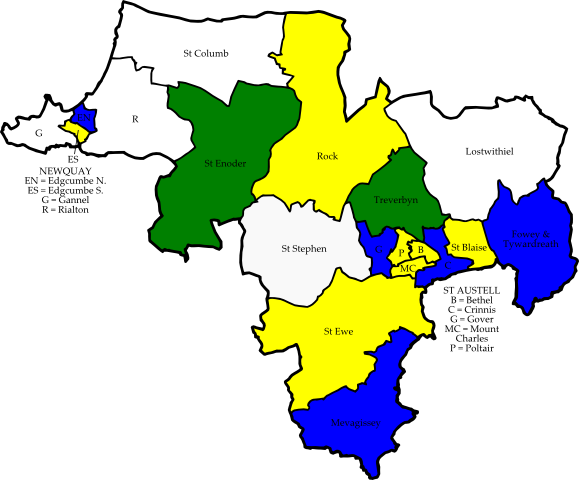 St Columb
EN
G
R
ES
NEWQUAY
EN = Edgcumbe N.
ES = Edgcumbe S.
G = Gannel
R = Rialton
St Enoder
Rock
Lostwithiel
Treverbyn
St Stephen
G
P
B
MC
C
St Blaise
Fowey &
Tywardreath
St Ewe
Mevagissey
ST AUSTELL
B = Bethel
C = Crinnis
G = Gover
MC = Mount
Charles
P = Poltair